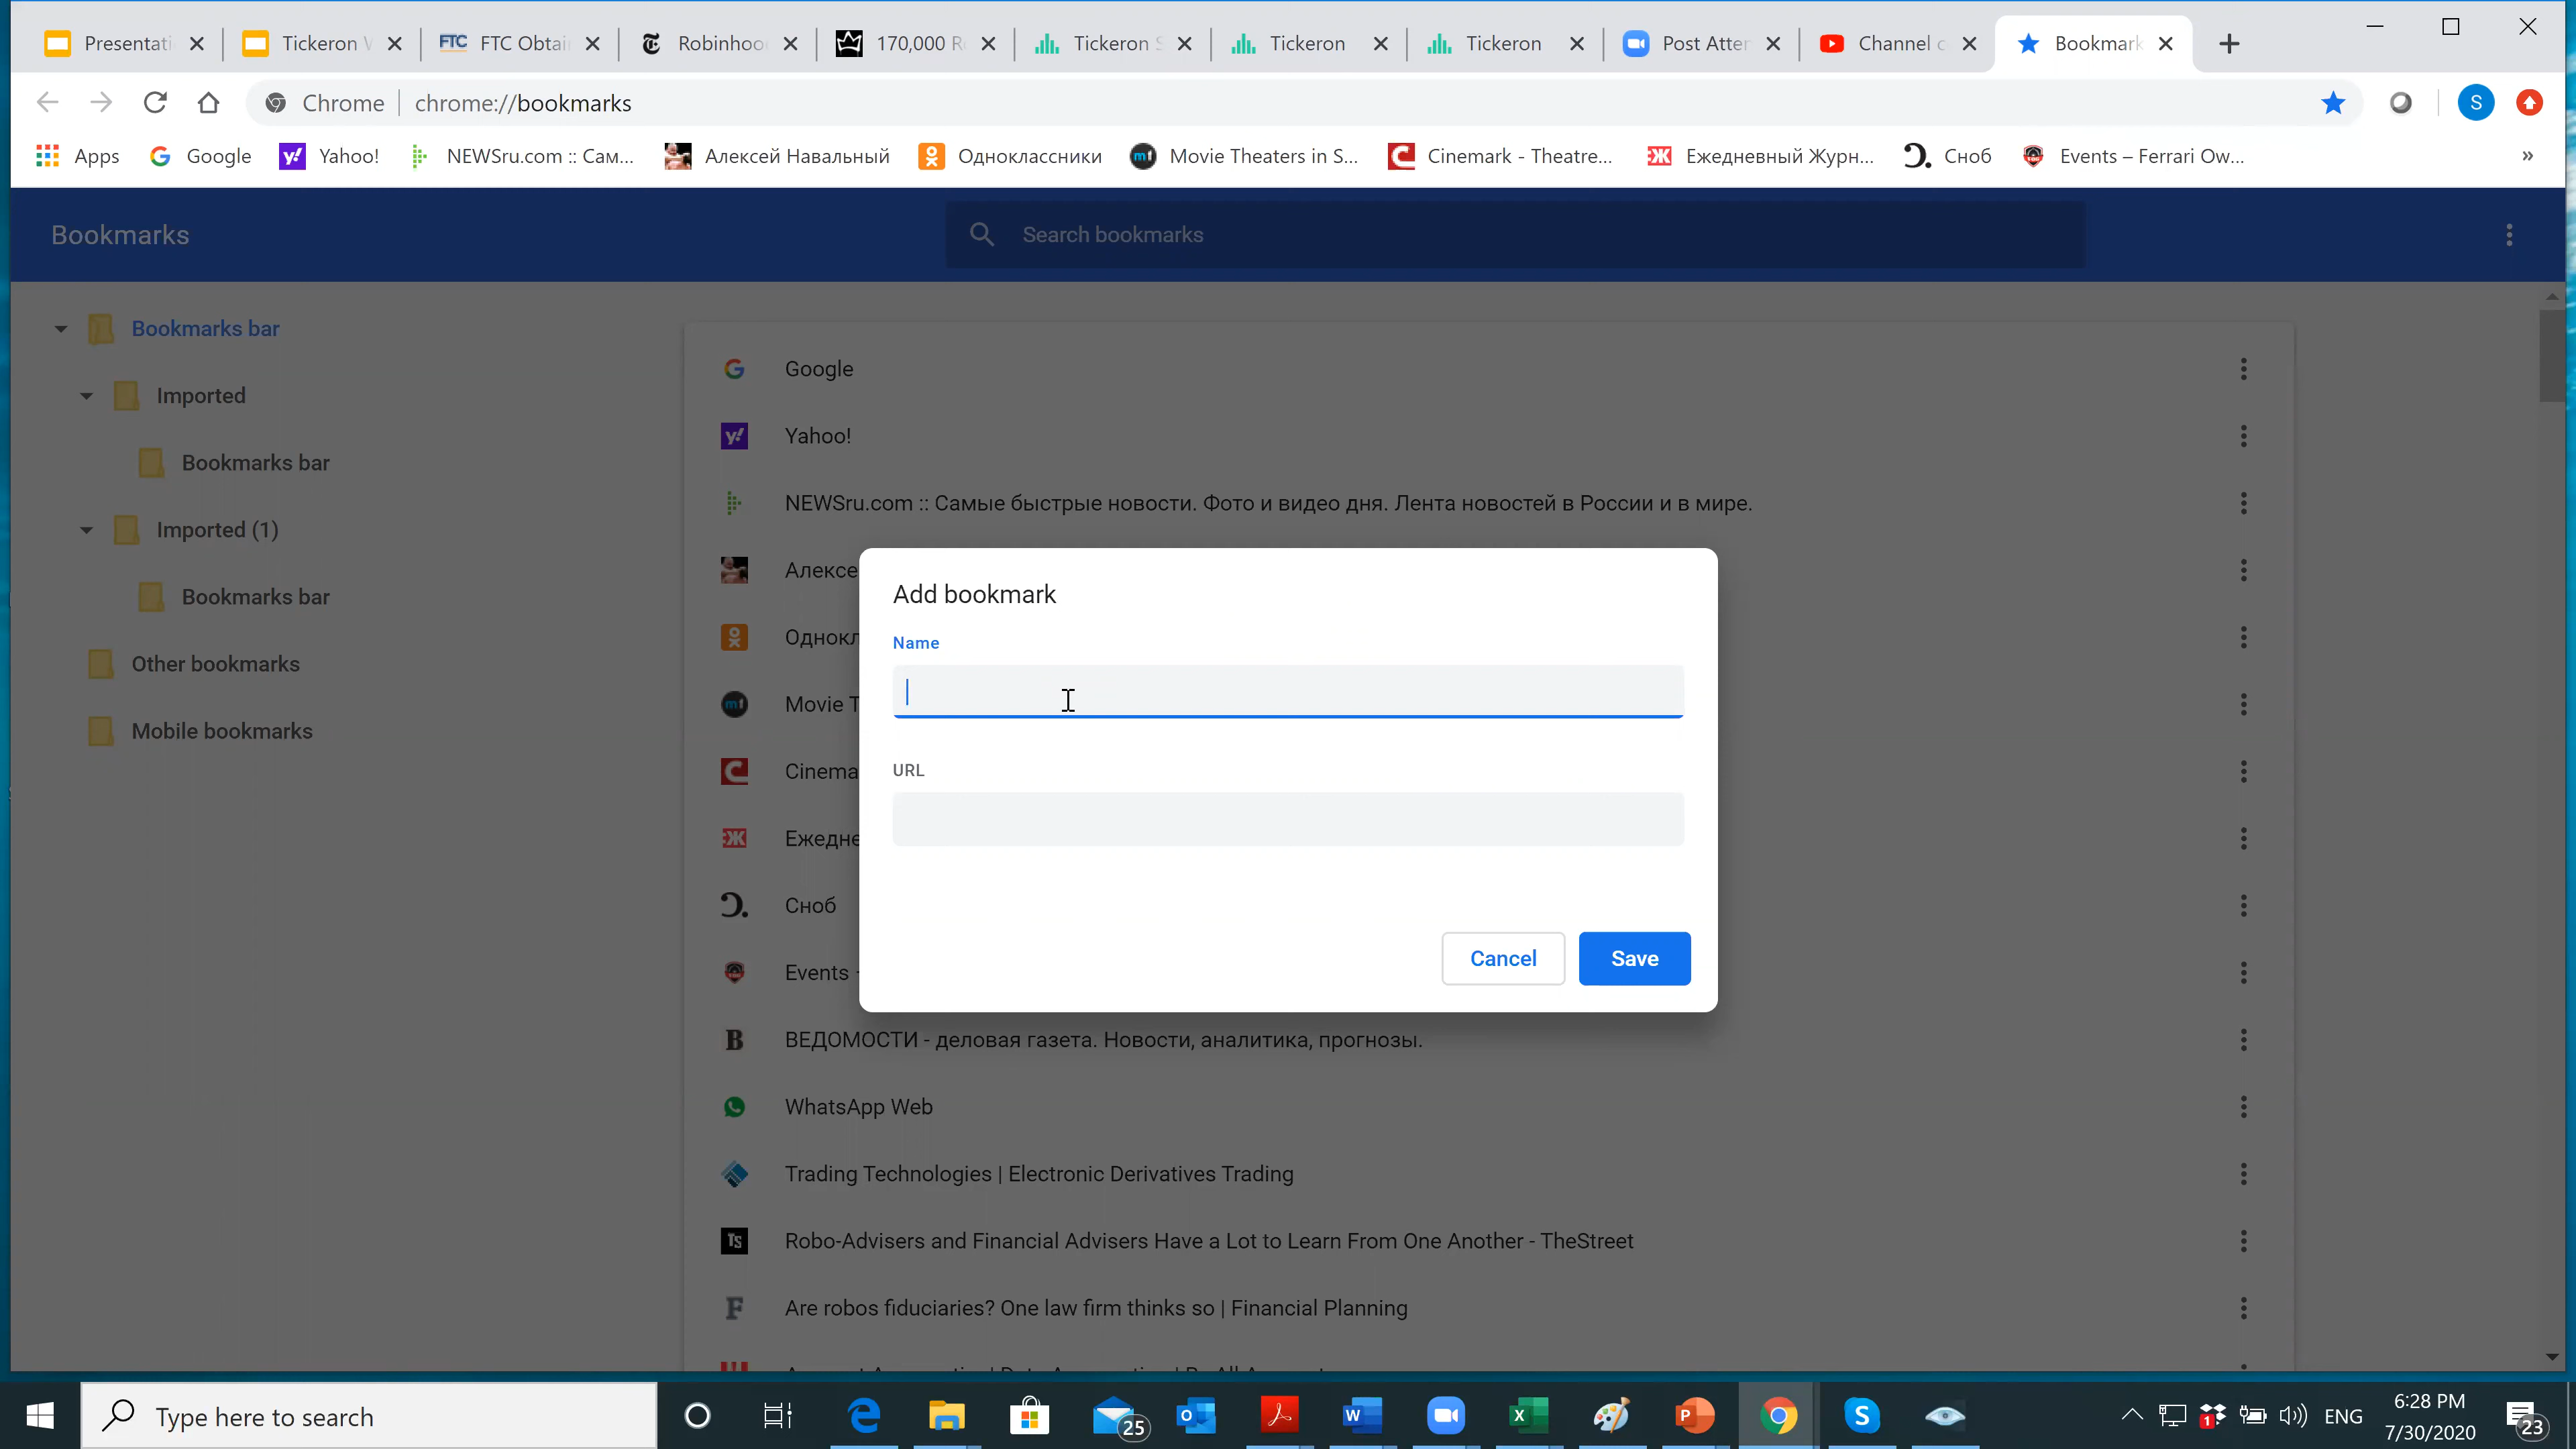 Presentati
Tickeron W
FTC FTC Obtai
Robinhoo
170,000 R
Tickeron S
Tickeron
Tickeron
Post Atten
Channel c
Bookmark
Chrome chrome://bookmarks S
Apps
Google
Yahoo!
NEWSru.com :: Сам...
Алексей Навальный
Одноклассники
Movie Theaters in S...
Cinemark - Theatre...
Ежедневный Журн...
Сноб
Events – Ferrari Ow...
Bookmarks
Search bookmarks
Bookmarks bar
Imported
Bookmarks bar
Imported (1)
Bookmarks bar
Other bookmarks
Mobile bookmarks
Google
Yahoo!
NEWSru.com :: Самые быстрые новости. Фото и видео дня. Лента новостей в России и в мире.
Алексе
Однокл
Movie T
Cinema
Ежедне
Сноб
Events -
ВЕДОМОСТИ - деловая газета. Новости, аналитика, прогнозы.
WhatsApp Web
Trading Technologies | Electronic Derivatives Trading
Robo-Advisers and Financial Advisers Have a Lot to Learn From One Another - TheStreet
Are robos fiduciaries? One law firm thinks so | Financial Planning
Add bookmark
Name
URL
Cancel
Save
Type here to search
25
ENG
6:28 PM
7/30/2020
23